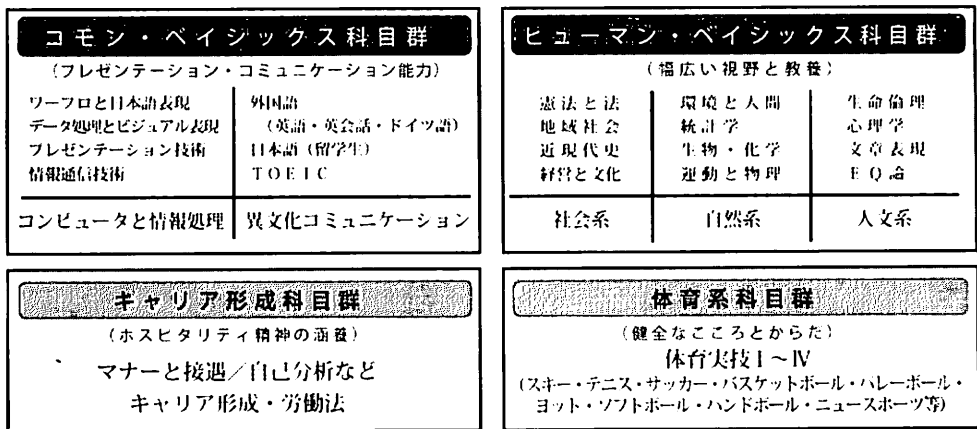 コモン・ベイシックス科目群
(プレゼンテーション・コミュニケーション能力)
ワープロと日本語表現
データ処理とビジュアル表現
プレゼンテーション技術
情報通信技術
コンピュータと情報処理
外国語
(英語・英会話・ドイツ語)
日本語(留学生)
TOEIC
異文化コミュニケーション
ヒューマン・ベイシックス科目群
(幅広い視野と教養)
憲法と法
地域社会
近現代史
経営と文化
社会系
環境と人間
統計学
生物・化学
運動と物理
自然系
生命倫理
心理学
文章表現
EQ論
人文系
キャリア形成科目群
(ホスピタリティ精神の涵養)
マナーと接遇/自己分析など
キャリア形成・労働法
体育系科目群
(健全なこころとからだ)
体育実技Ⅰ~Ⅳ
(スキー・テニス・サッカー・バスケットボール・バレーボール・
ヨット・ソフトボール・ハンドボール・ニュースポーツ等)